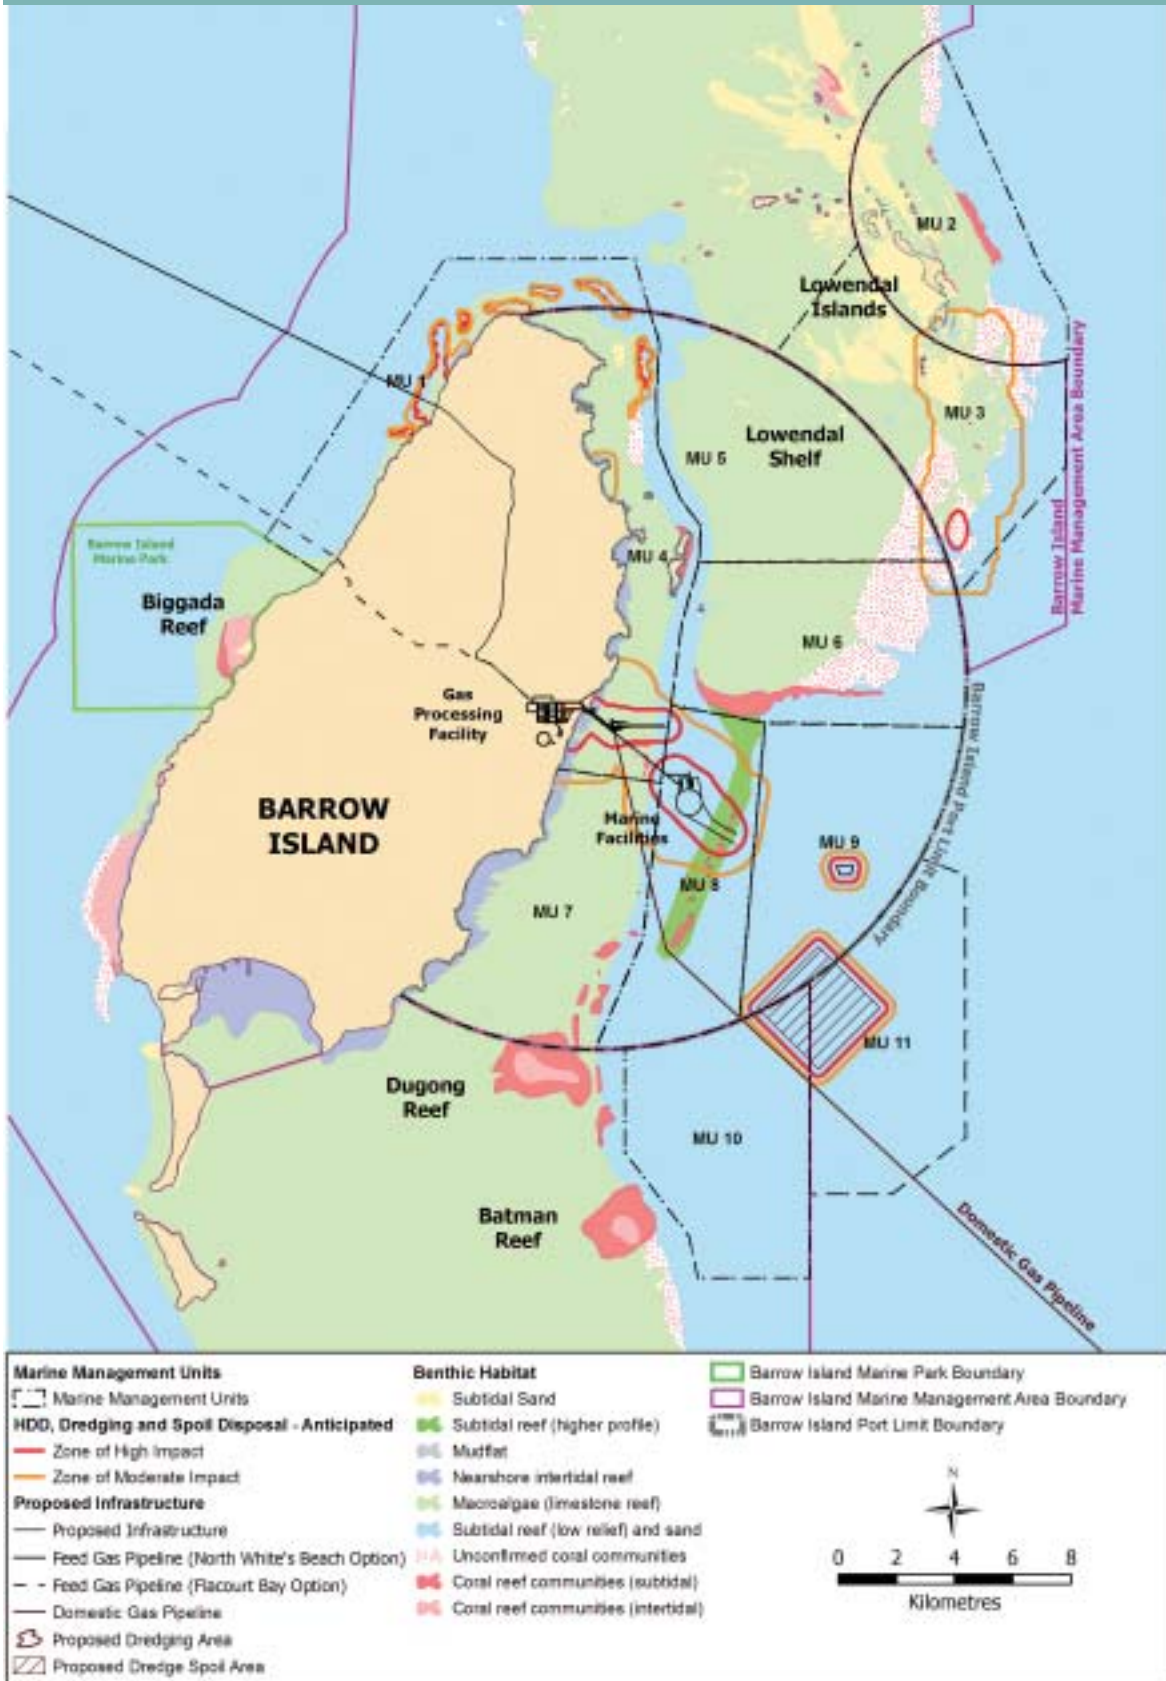 MU 2
Lowendal
Islands
MU 1
MU 3
Lowendal
Shelf
MU 5
Barrow Island
Marine Management Area Boundary
Barrow Island
Marine Park
MU 4
Biggada
Reef
MU 6
Gas
Processing
Facility
Barrow Island Port Limit Boundary
BARROW
ISLAND
Marine
Facilities
MU 9
MU 8
MU 7
MU 11
Dugong
Reef
MU 10
Batman
Reef
Domestic Gas Pipeline
Marine Management Units
Marine Management Units
HDD, Dredging and Spoil Disposal - Anticipated
Zone of High Impact
Zone of Moderate Impact
Proposed Infrastructure
Proposed Infrastructure
Feed Gas Pipeline (North White's Beach Option)
Feed Gas Pipeline (Flacourt Bay Option)
Domestic Gas Pipeline
Proposed Dredging Area
Proposed Dredge Spoil Area
Benthic Habitat
Subtidal Sand
Subtidal reef (higher profile)
Mudflat
Nearshore intertidal reef
Macroalgae (limestone reef)
Subtidal reef (low relief) and sand
Unconfirmed coral communities
Coral reef communities (subtidal)
Coral reef communities (intertidal)
Barrow Island Marine Park Boundary
Barrow Island Marine Management Area Boundary
Barrow Island Port Limit Boundary
N
0 2 4 6 8
Kilometres